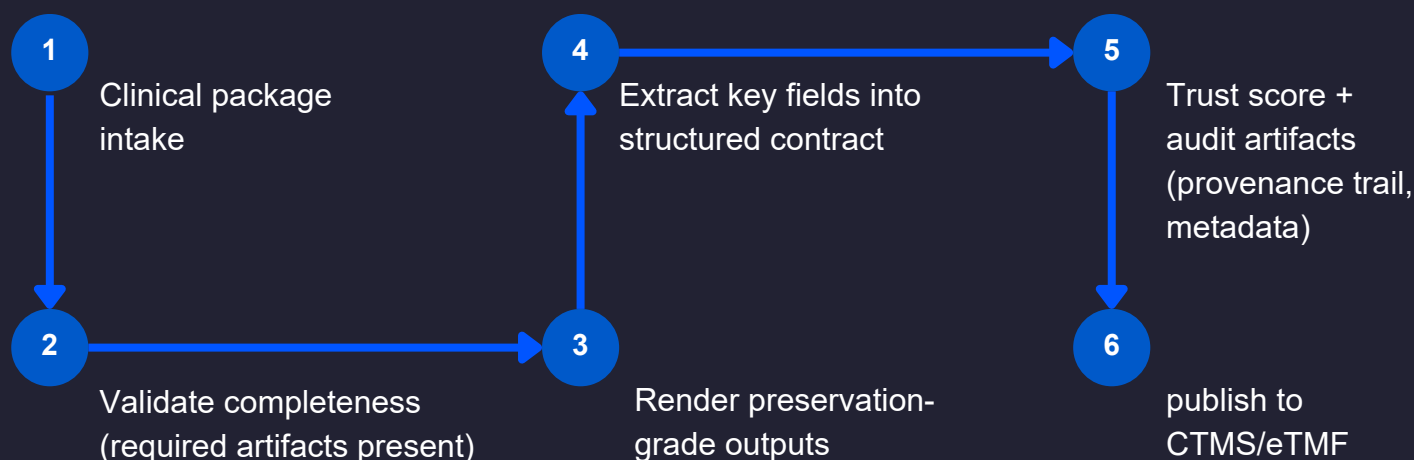 1
Clinical package
intake
2
Validate completeness
(required artifacts present)
3
Render preservation-
grade outputs
4
Extract key fields into
structured contract
5
Trust score +
audit artifacts
(provenance trail,
metadata)
6
publish to
CTMS/eTMF